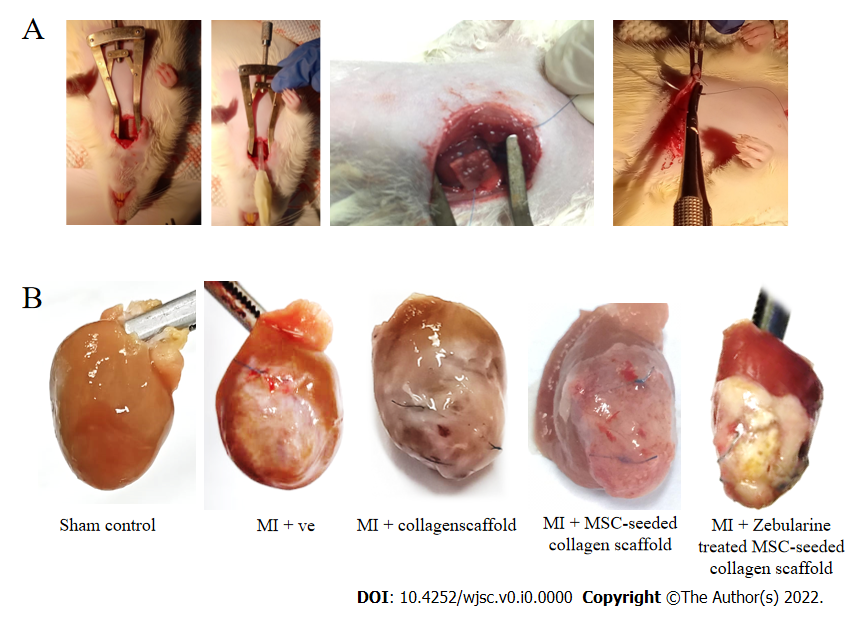 A
B
Sham control
MI + ve
MI + collagenscaffold
MI + MSC-seeded
collagen scaffold
MI + Zebularine
treated MSC-seeded
collagen scaffold
DOI: 10.4252/wjsc.v0.i0.0000 Copyright ©The Author(s) 2022.